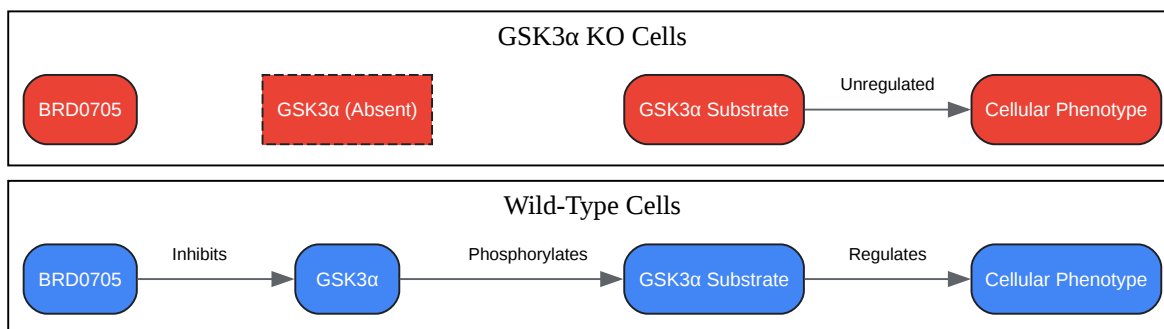 GSK3α KO Cells
BRD0705
GSK3α (Absent)
GSK3α Substrate
Unregulated
Cellular Phenotype
Wild-Type Cells
BRD0705
Inhibits
GSK3α
Phosphorylates
GSK3α Substrate
Regulates
Cellular Phenotype